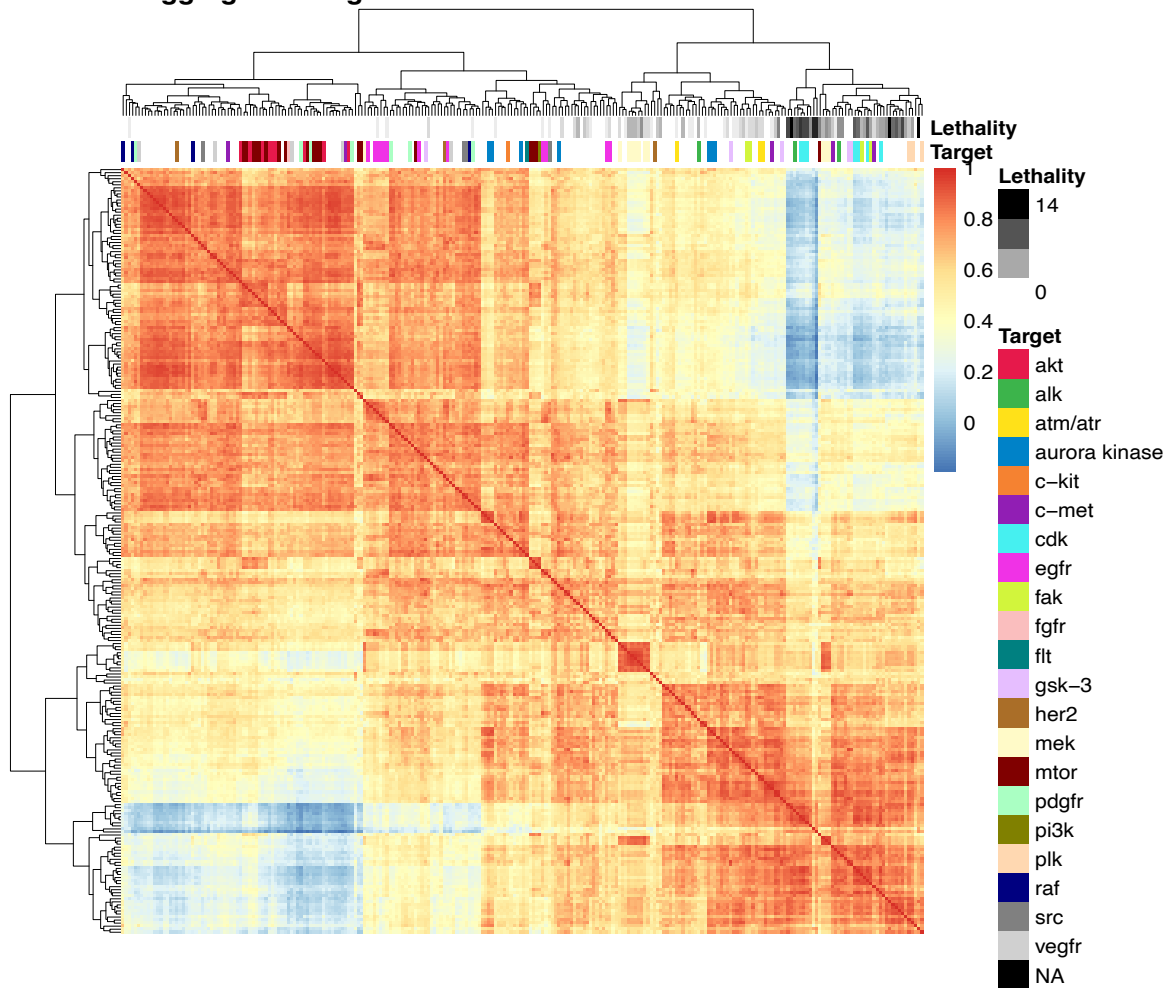 Lethality
Target
1
0.8
0.6
0.4
0.2
0
Lethality
14
0
Target
akt
alk
atm/atr
aurora kinase
c−kit
c−met
cdk
egfr
fak
fgfr
flt
gsk−3
her2
mek
mtor
pdgfr
pi3k
plk
raf
src
vegfr
NA